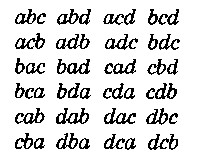 abc abd acd bcd
acb adb adc bdc
bac bad cad cbd
bca bda cda cdb
cab dab dac dbc
cba dba dca dcb